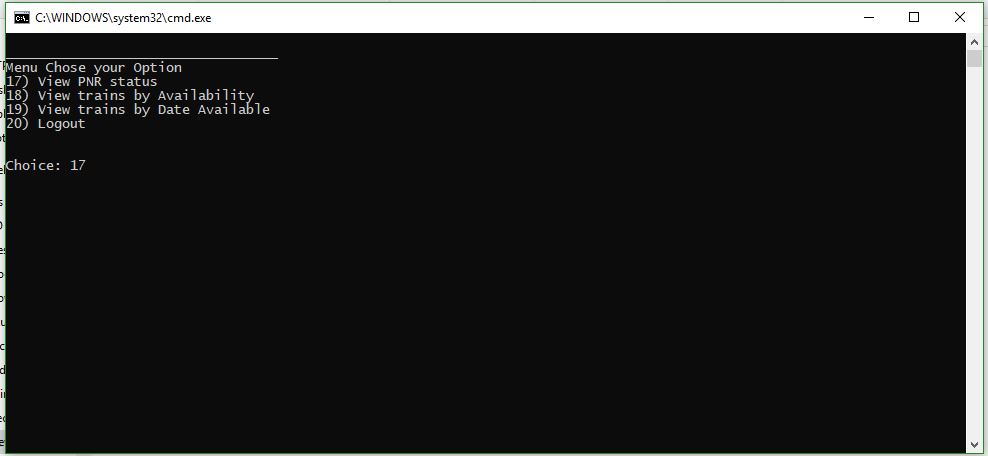 C:\WINDOWS\system32\cmd.exe
Menu Chose your Option
17) View PNR status
18) View trains by Availability
19) View trains by Date Available
20) Logout
Choice: 17